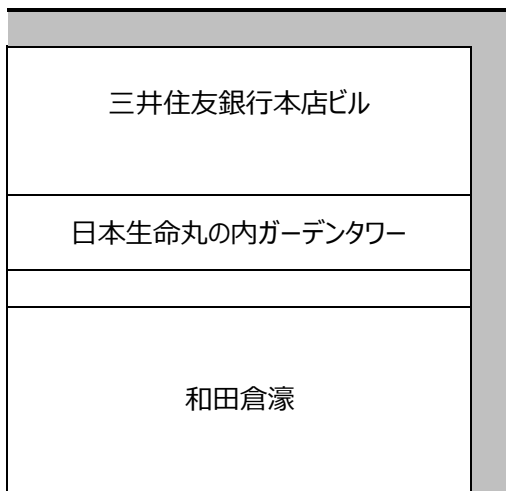 三井住友銀行本店ビル
日本生命丸の内ガーデンタワー
和田倉濠